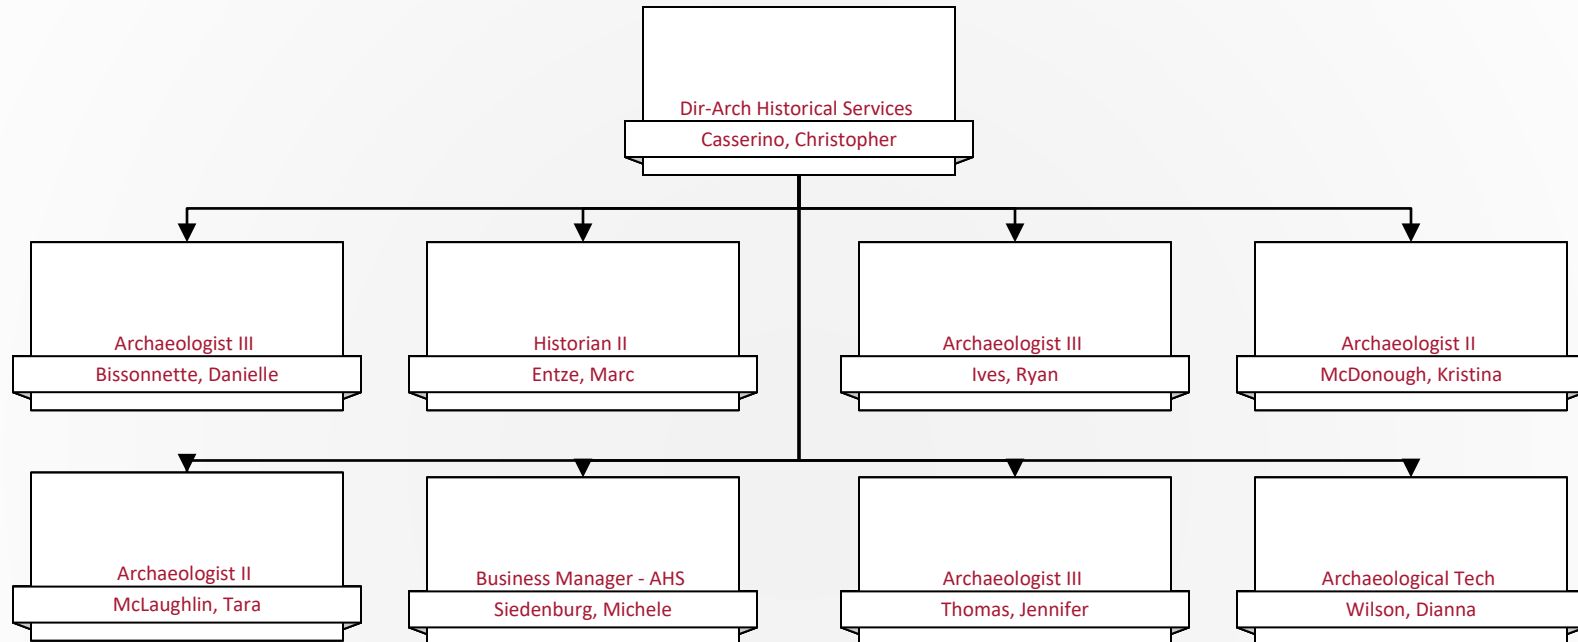 Dir-Arch Historical Services
Casserino, Christopher
Archaeologist III
Bissonnette, Danielle
Historian II
Entze, Marc
Archaeologist III
Ives, Ryan
Archaeologist II
McDonough, Kristina
Archaeologist II
McLaughlin, Tara
Business Manager - AHS
Siedenburg, Michele
Archaeologist III
Thomas, Jennifer
Archaeological Tech
Wilson, Dianna